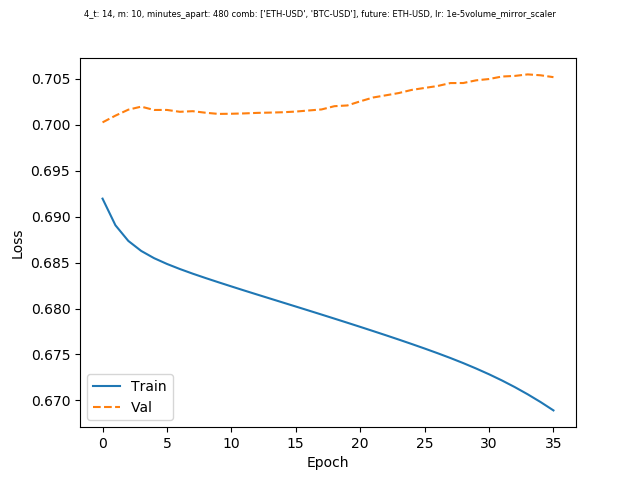 4_t: 14, m: 10, minutes_apart: 480 comb: ['ETH-USD', 'BTC-USD'], future: ETH-USD, lr: 1e-5volume_mirror_scaler
0.705
0.700
0.695
0.690
0.685
0.680
0.675
0.670
Loss
Train
Val
0 5 10 15 20 25 30 35
Epoch